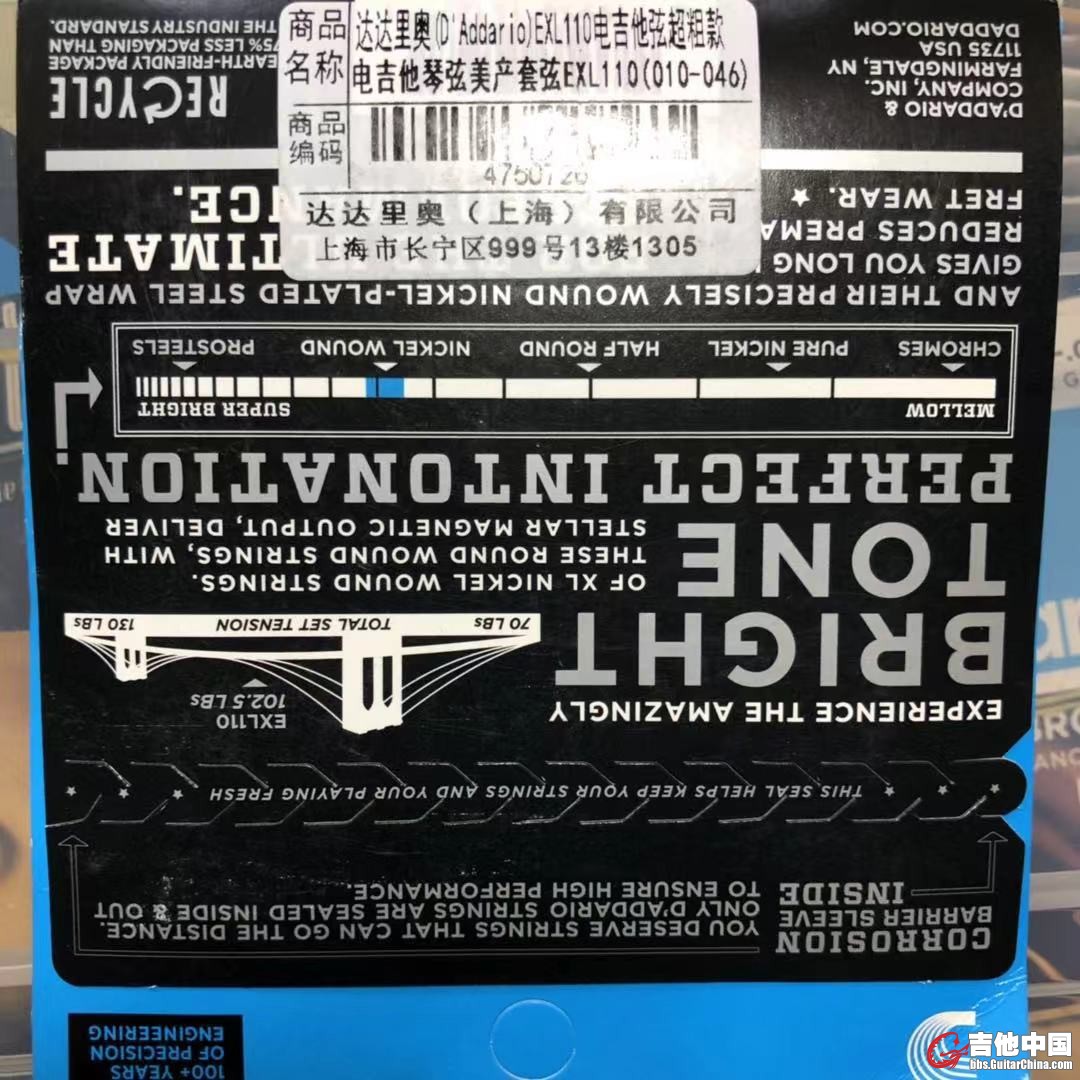 商品名称
达达里奥(D'Addario)EXL110电吉他弦超粗款
电吉他琴弦美产套弦EXL110(010-046)
商品编码
达达里奥（上海）有限公司
上海市长宁区999号13楼1305
100+ YEARS
OF PRECISION
ENGINEERING
CORROSION
BARRIER SLEEVE
INSIDE
YOU DESERVE STRINGS THAT CAN GO THE DISTANCE.
ONLY D'ADDARIO STRINGS ARE SEALED INSIDE & OUT
TO ENSURE HIGH PERFORMANCE.
THIS SEAL HELPS KEEP YOUR STRINGS AND YOUR PLAYING FRESH
EXPERIENCE THE AMAZINGLY
BRIGHT
TONE
EXL110
102.5 LBs
70 LBs
TOTAL SET TENSION
130 LBs
OF XL NICKEL WOUND STRINGS.
THESE ROUND WOUND STRINGS, WITH
STELLAR MAGNETIC OUTPUT, DELIVER
PERFECT INTONATION.
MELLOW
SUPER BRIGHT
CHROMES
PURE NICKEL
HALF ROUND
NICKEL WOUND
PROSTEELS
AND THEIR PRECISELY WOUND NICKEL-PLATED STEEL WRAP
GIVES YOU LONG
REDUCES
FRET WEAR.
D'ADDARIO &
COMPANY, INC.
FARMINGDALE, NY
11735 USA
DADDARIO.COM
RECYCLE
EARTH-FRIENDLY PACKAGE
75% LESS PACKAGING THAN
THE INDUSTRY STANDARD.
吉他中国
bbs.GuitarChina.com